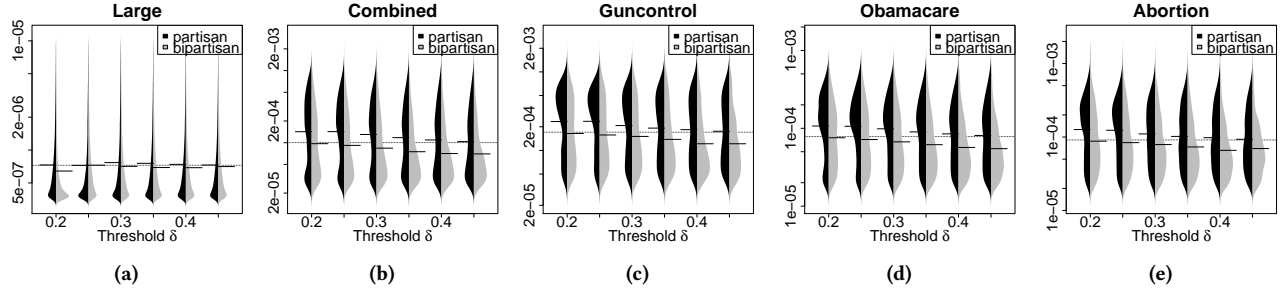 Large
partisan
bipartisan
1e-05
2e-06
5e-07
0.2 0.3 0.4
Threshold δ
(a)
Combined
partisan
bipartisan
2e-03
2e-04
2e-05
0.2 0.3 0.4
Threshold δ
(b)
Guncontrol
partisan
bipartisan
2e-03
2e-04
2e-05
0.2 0.3 0.4
Threshold δ
(c)
Obamacare
partisan
bipartisan
1e-03
1e-04
1e-05
0.2 0.3 0.4
Threshold δ
(d)
Abortion
partisan
bipartisan
1e-03
1e-04
1e-05
0.2 0.3 0.4
Threshold δ
(e)